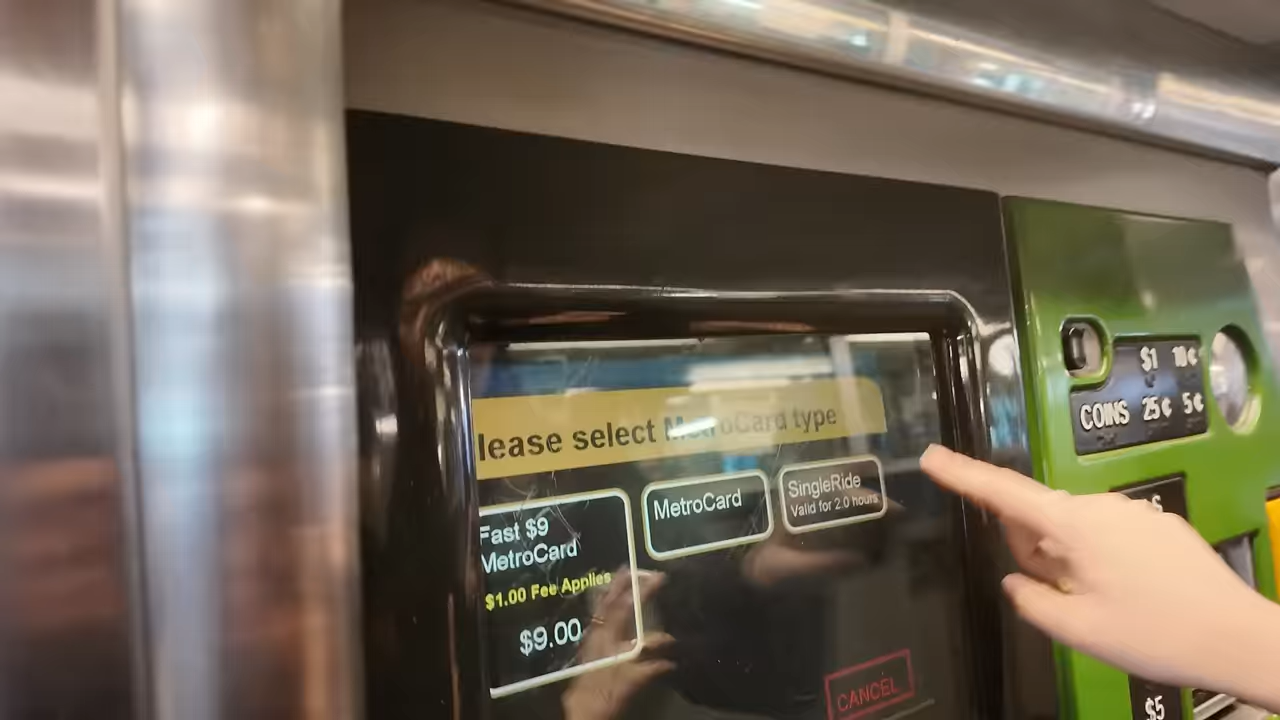 lease select MetroCard type
Fast $9
MetroCard
$1.00 Fee Applies
$9.00
MetroCard
SingleRide
Valid for 2.0 hours
CANCEL
$1 10¢
COINS 25¢ 5¢
$5